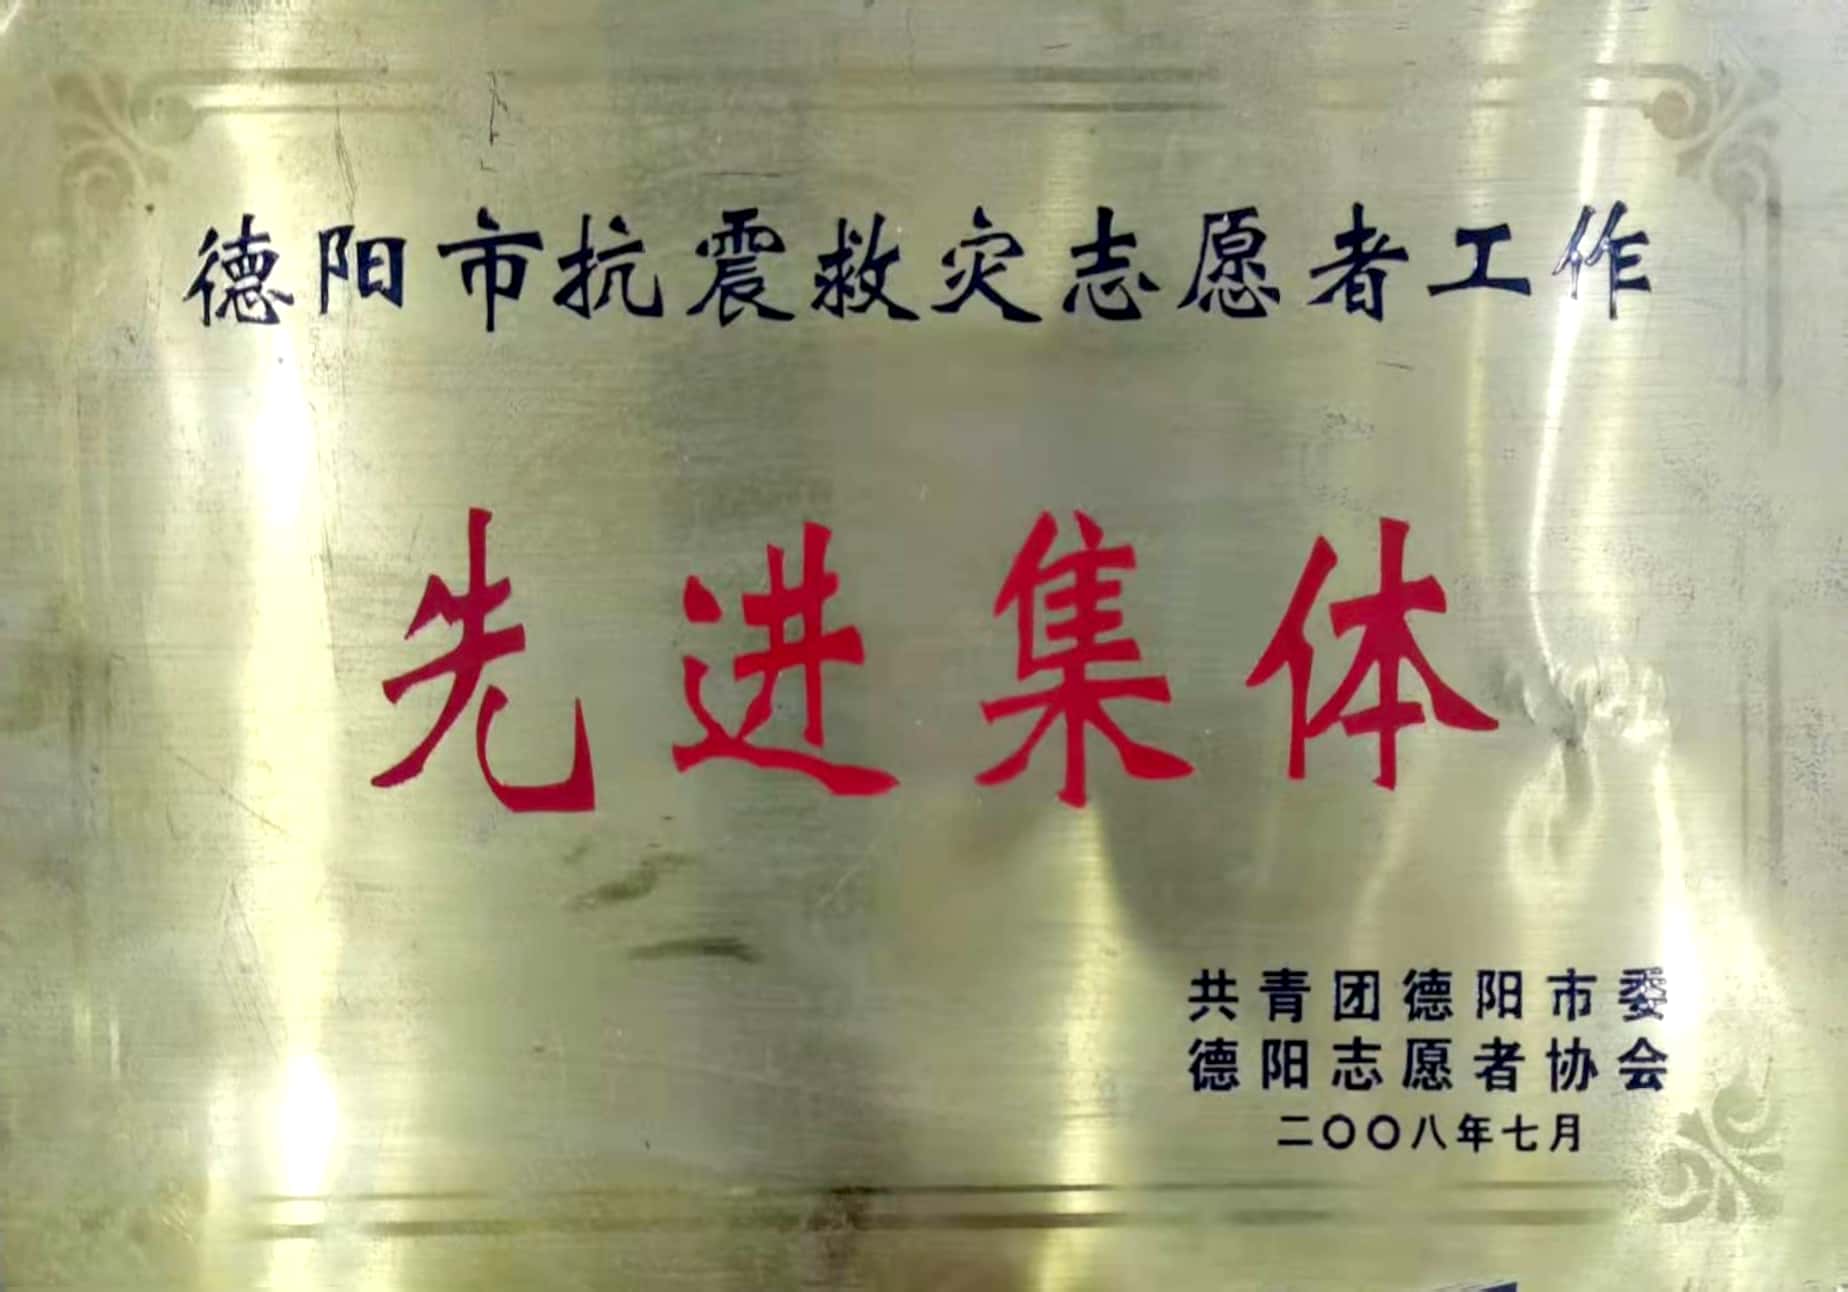 德阳市抗震救灾志愿者工作
先进集体
共青团德阳市委
德阳志愿者协会
二〇〇八年七月